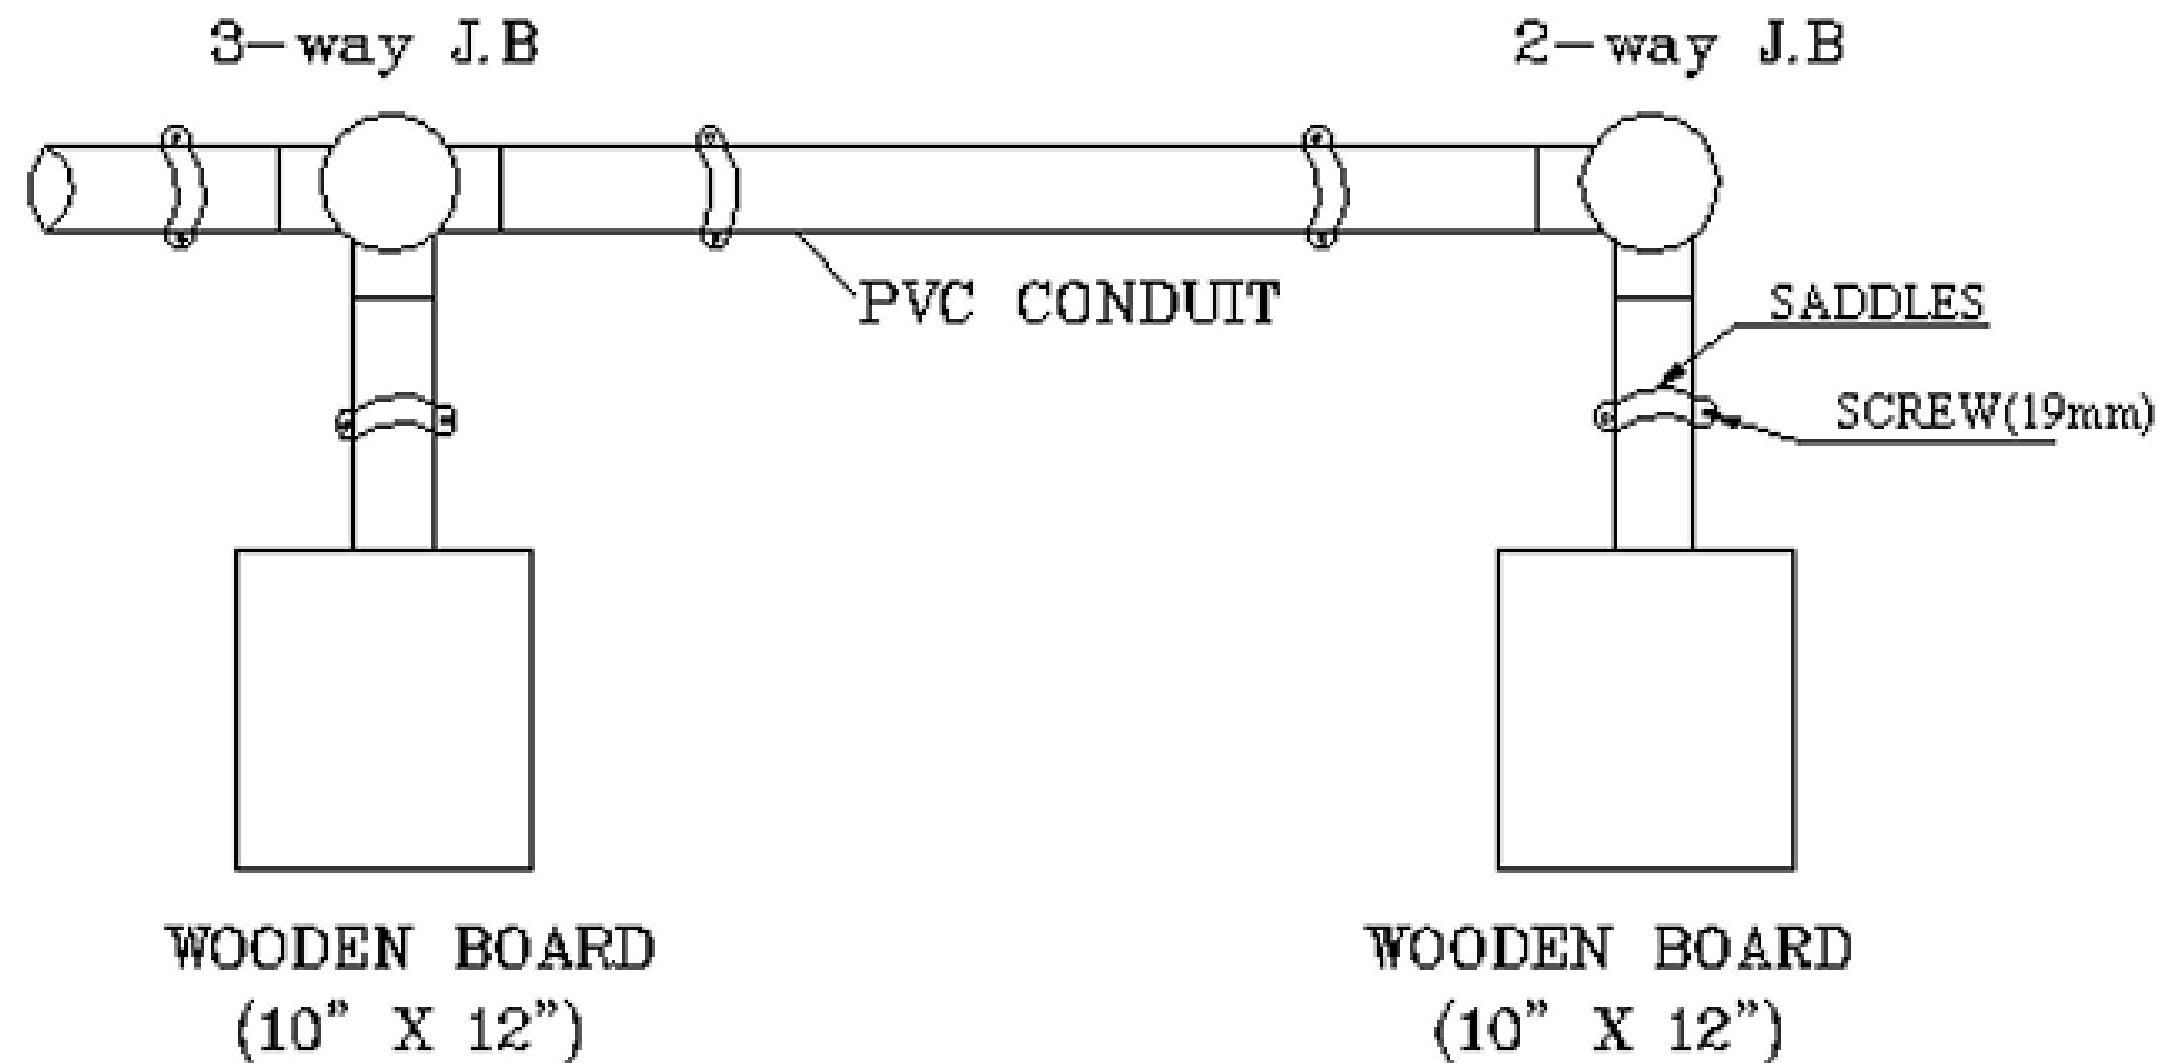 3-way J.B
2-way J.B
PVC CONDUIT
SADDLES
SCREW(19mm)
WOODEN BOARD
(10” X 12”)
WOODEN BOARD
(10” X 12”)